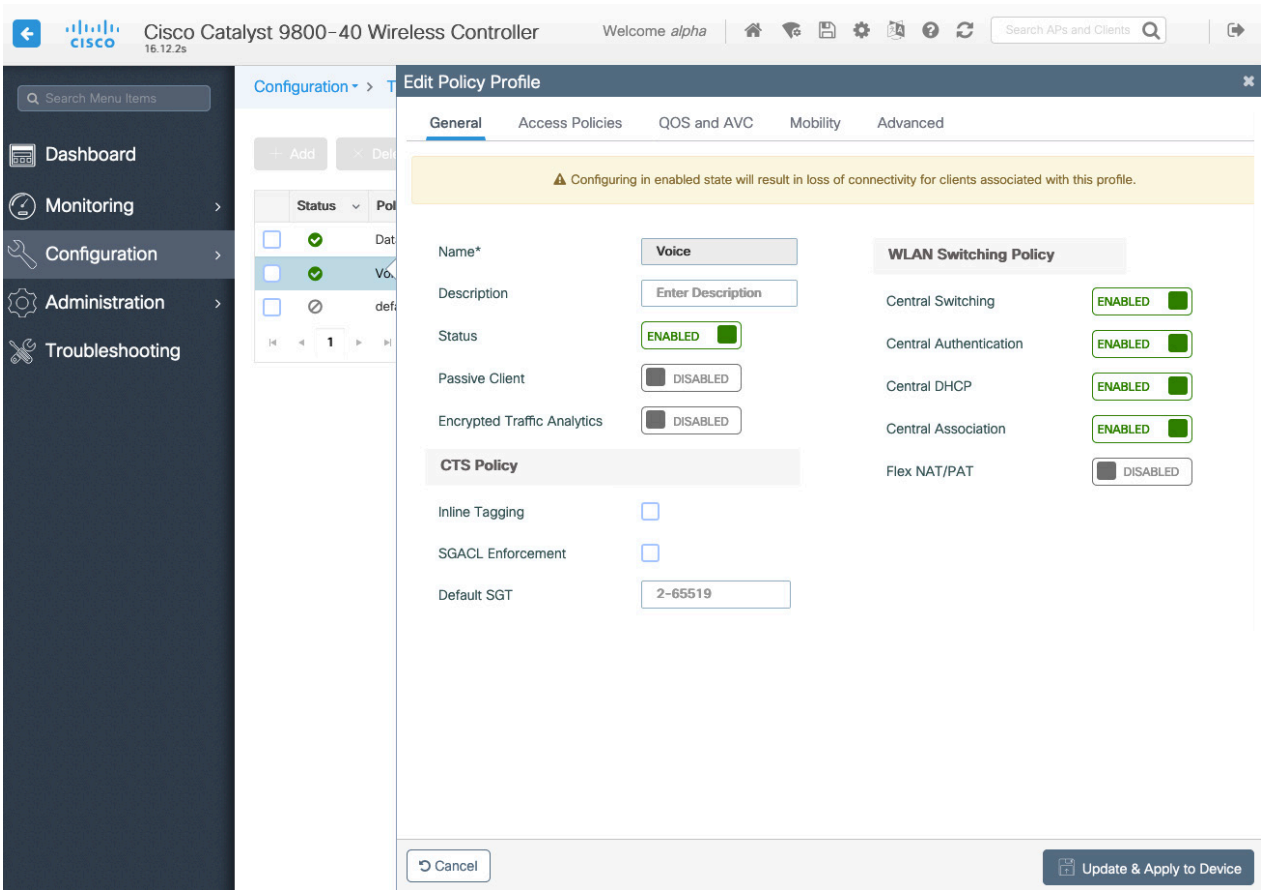 CISCO
Cisco Catalyst 9800-40 Wireless Controller
16.12.2s
Welcome alpha
Search APs and Clients
Search Menu Items
Dashboard
Monitoring
Configuration
Administration
Troubleshooting
Configuration > T
+ Add
× Dele
Status
Pol
Dat
Vo
defa
1
Edit Policy Profile
General
Access Policies
QOS and AVC
Mobility
Advanced
Configuring in enabled state will result in loss of connectivity for clients associated with this profile.
Name*
Voice
Description
Enter Description
Status
ENABLED
Passive Client
DISABLED
Encrypted Traffic Analytics
DISABLED
CTS Policy
Inline Tagging
SGACL Enforcement
Default SGT
2-65519
WLAN Switching Policy
Central Switching
ENABLED
Central Authentication
ENABLED
Central DHCP
ENABLED
Central Association
ENABLED
Flex NAT/PAT
DISABLED
Cancel
Update & Apply to Device